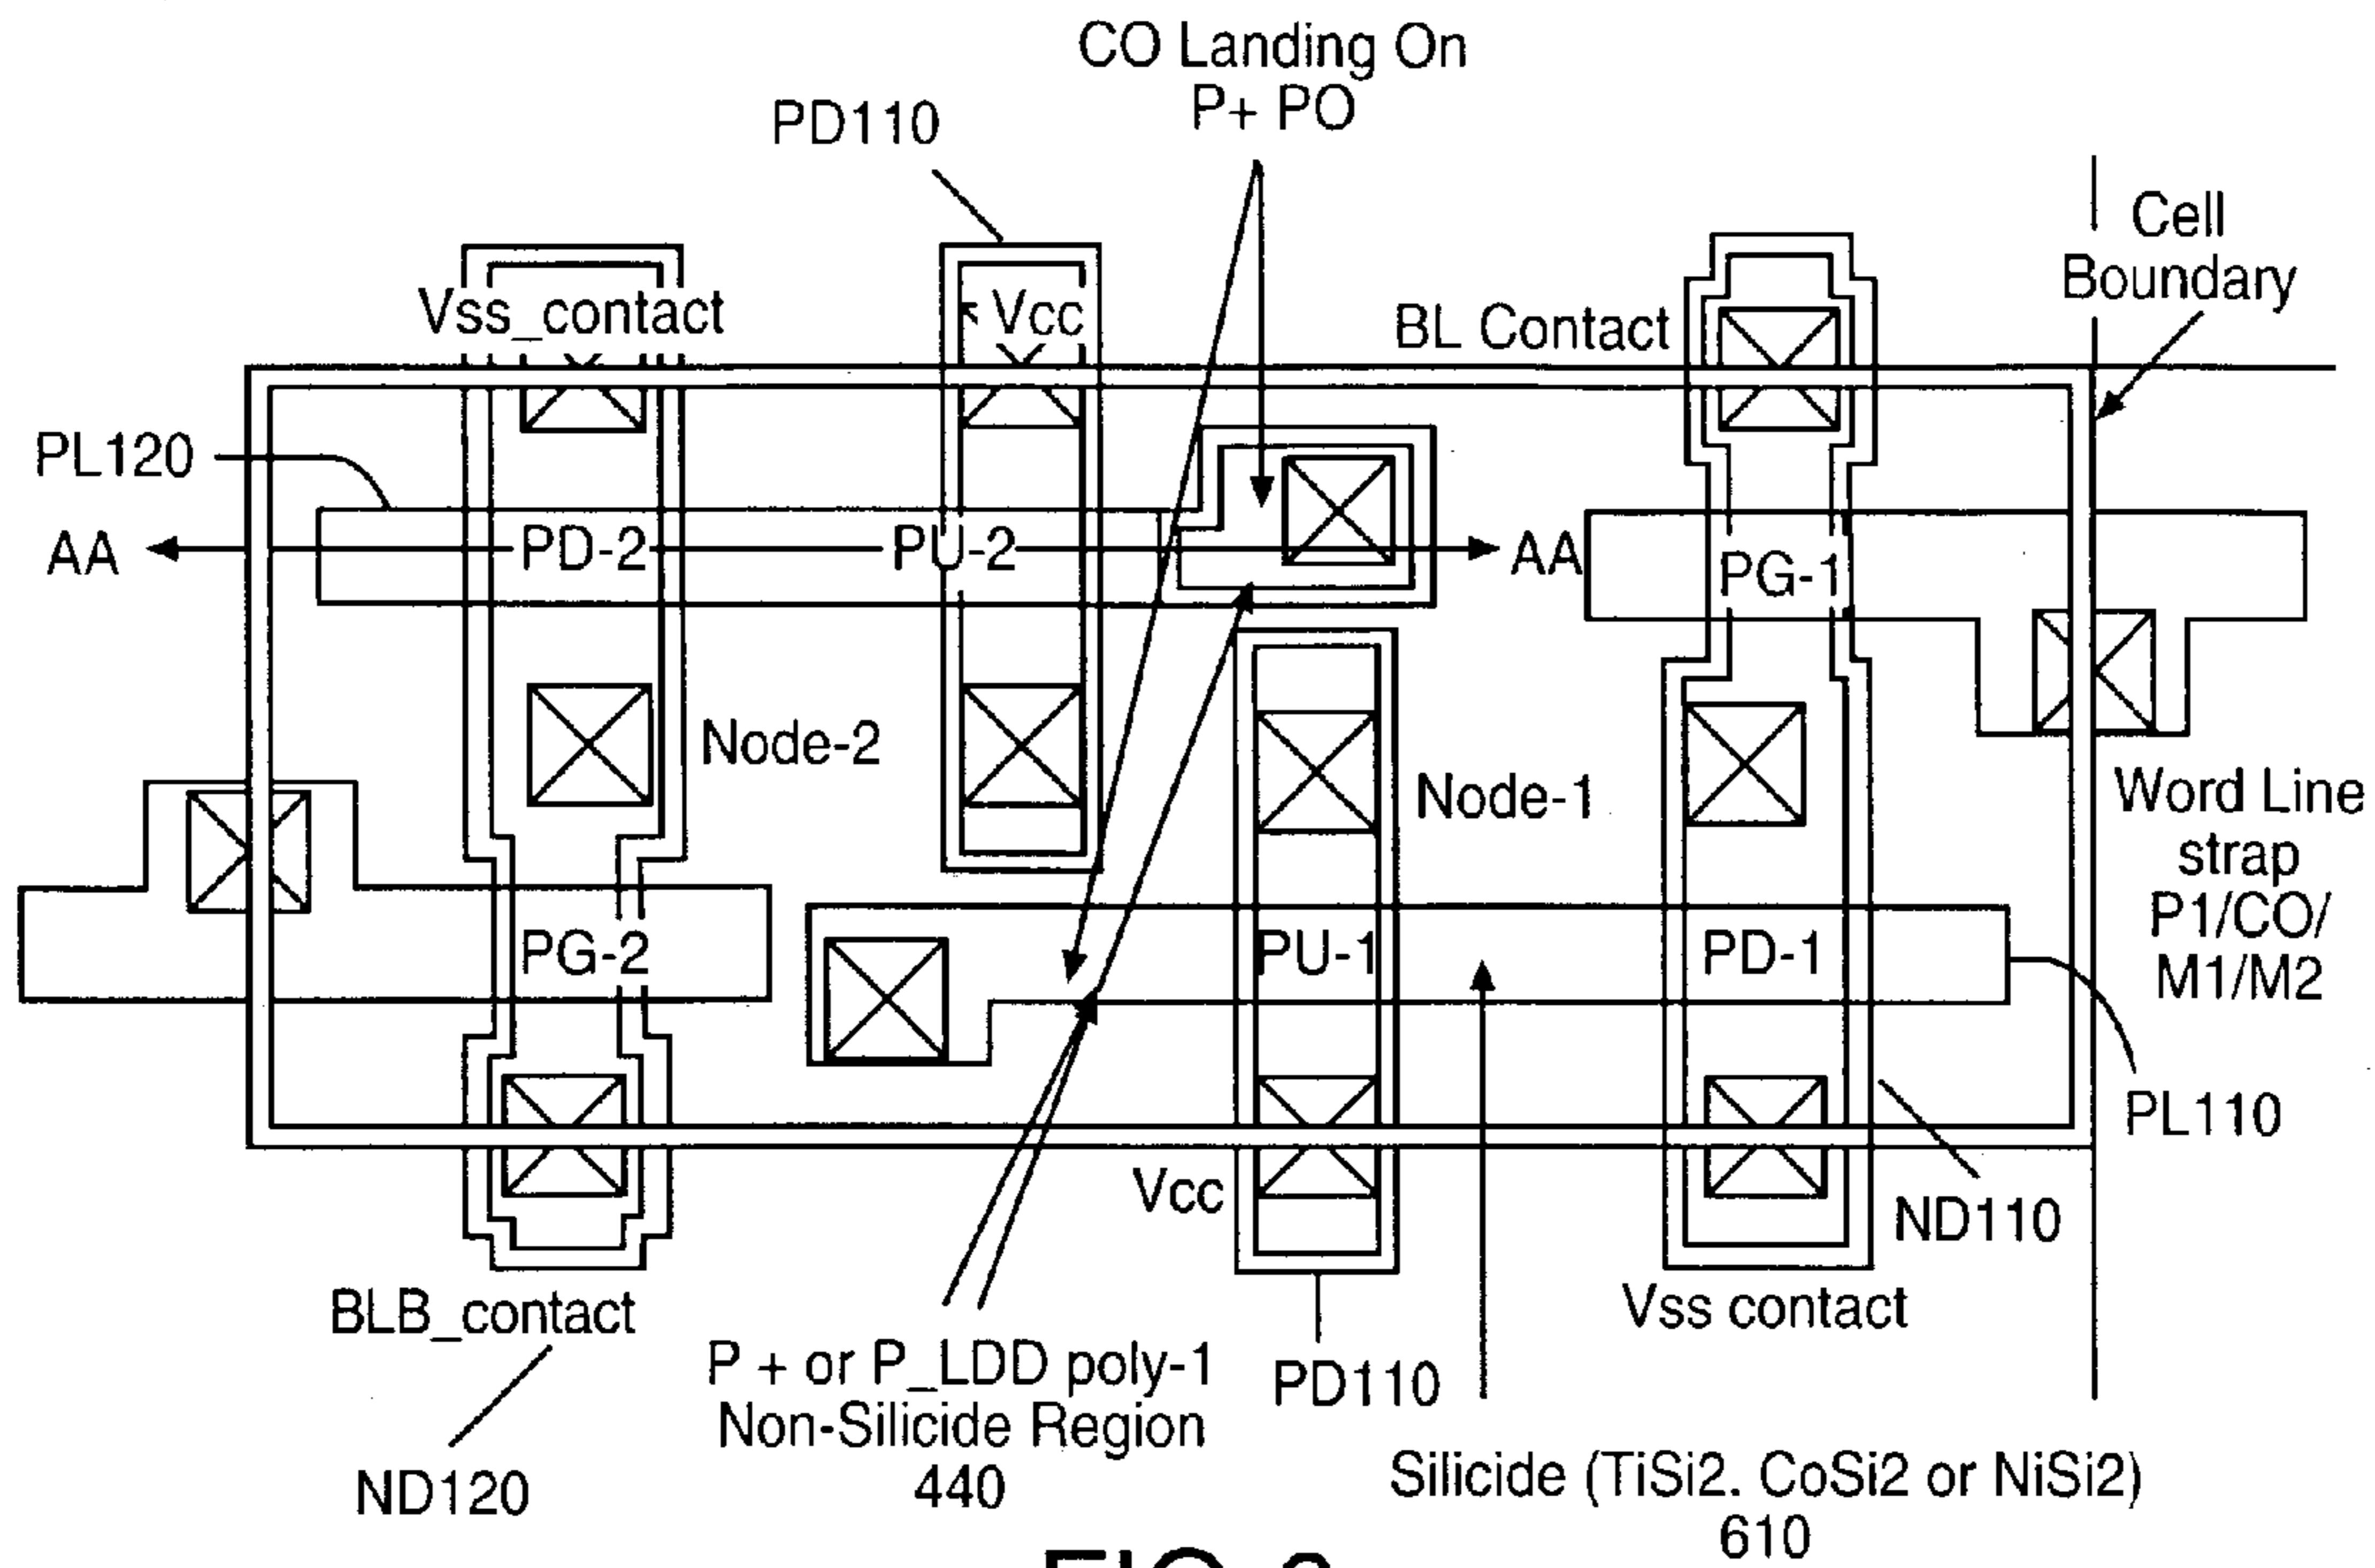 CO Landing On
P+ PO
PD110
Cell
Boundary
Vss_contact
Vcc
BL Contact
PL120
AA
PD-2
PU-2
AA
PG-1
Node-2
Node-1
Word Line
strap
P1/CO/
M1/M2
PG-2
PU-1
PD-1
PL110
Vcc
ND110
BLB_contact
Vss contact
P + or P_LDD poly-1
Non-Silicide Region
440
PD110
ND120
Silicide (TiSi2. CoSi2 or NiSi2)
610